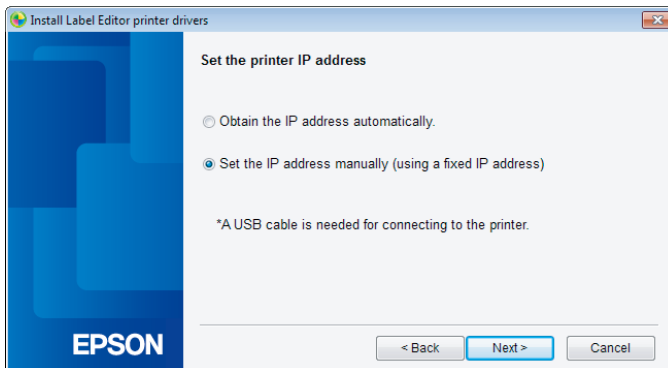 Install Label Editor printer drivers
Set the printer IP address
Obtain the IP address automatically.
Set the IP address manually (using a fixed IP address)
*A USB cable is needed for connecting to the printer.
EPSON
< Back
Next >
Cancel